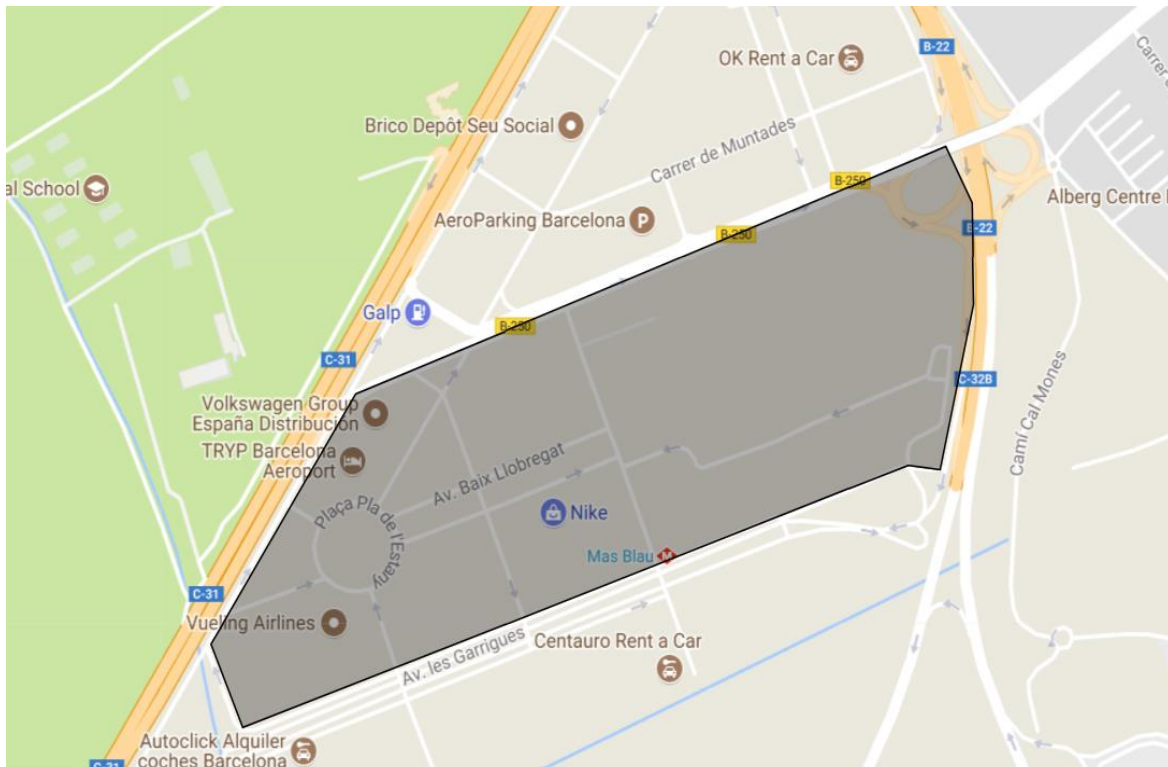 B-22
OK Rent a Car
Carrer
Brico Depôt Seu Social
Carrer de Muntades
al School
B-250
Alberg Centre
AeroParking Barcelona
P
B-250
B-22
Galp
B-250
C-31
C-32B
Volkswagen Group
España Distribución
TRYP Barcelona
Aeroport
Camí Cal Mones
Av. Baix Llobregat
Plaça Pla de l'Estany
Nike
Mas Blau
M
C-31
Vueling Airlines
Centauro Rent a Car
Av. les Garrigues
Autoclick Alquiler
coches Barcelona
C-31